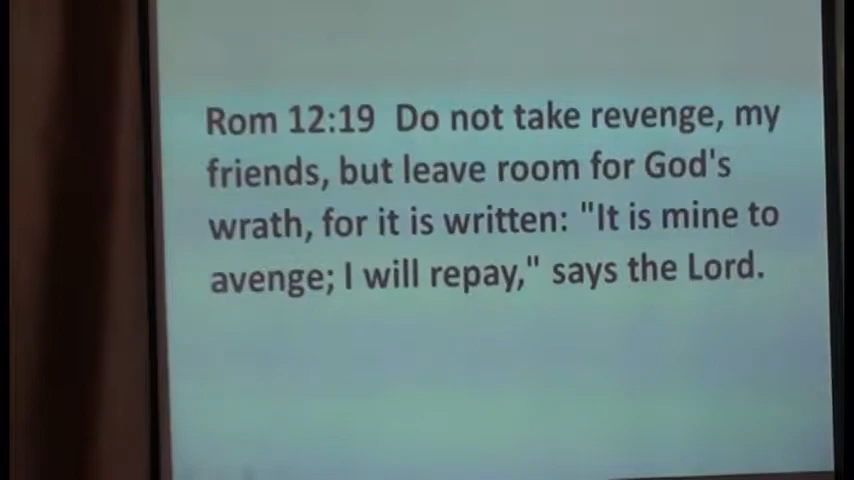 Rom 12:19 Do not take revenge, my
friends, but leave room for God's
wrath, for it is written: "It is mine to
avenge; I will repay," says the Lord.